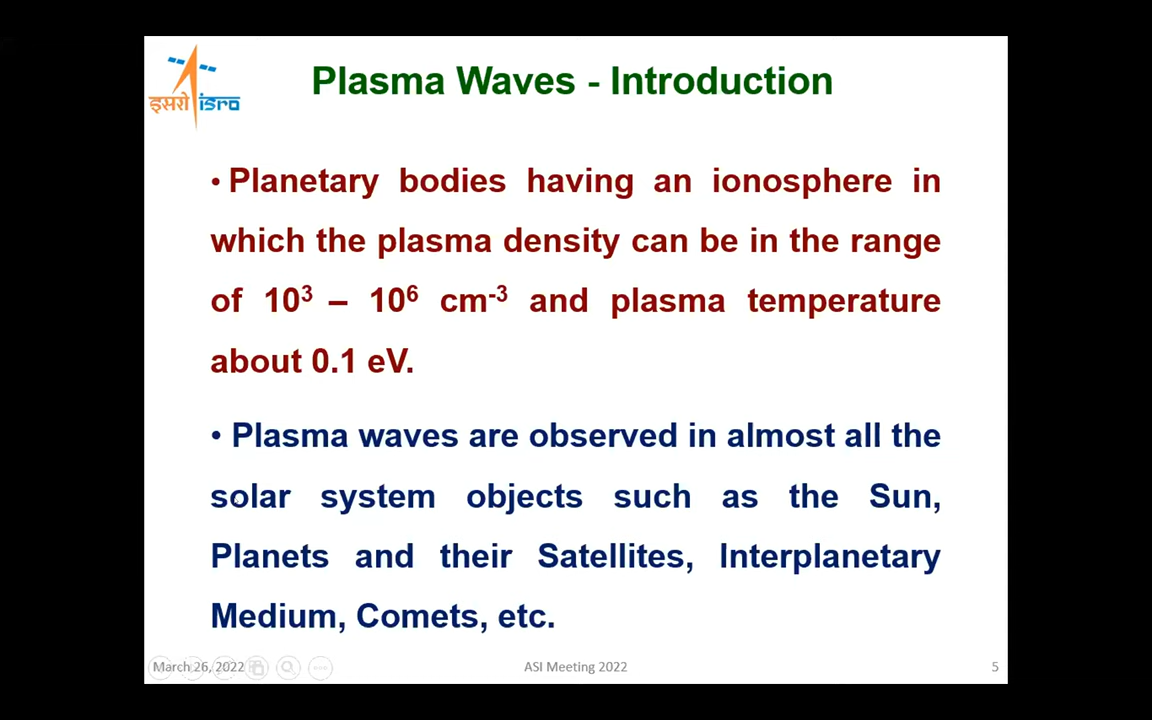 Plasma Waves - Introduction
इसरो isro
• Planetary bodies having an ionosphere in
which the plasma density can be in the range
of 10³ – 10⁶ cm⁻³ and plasma temperature
about 0.1 eV.
• Plasma waves are observed in almost all the
solar system objects such as the Sun,
Planets and their Satellites, Interplanetary
Medium, Comets, etc.
March 26, 2022 ASI Meeting 2022 5